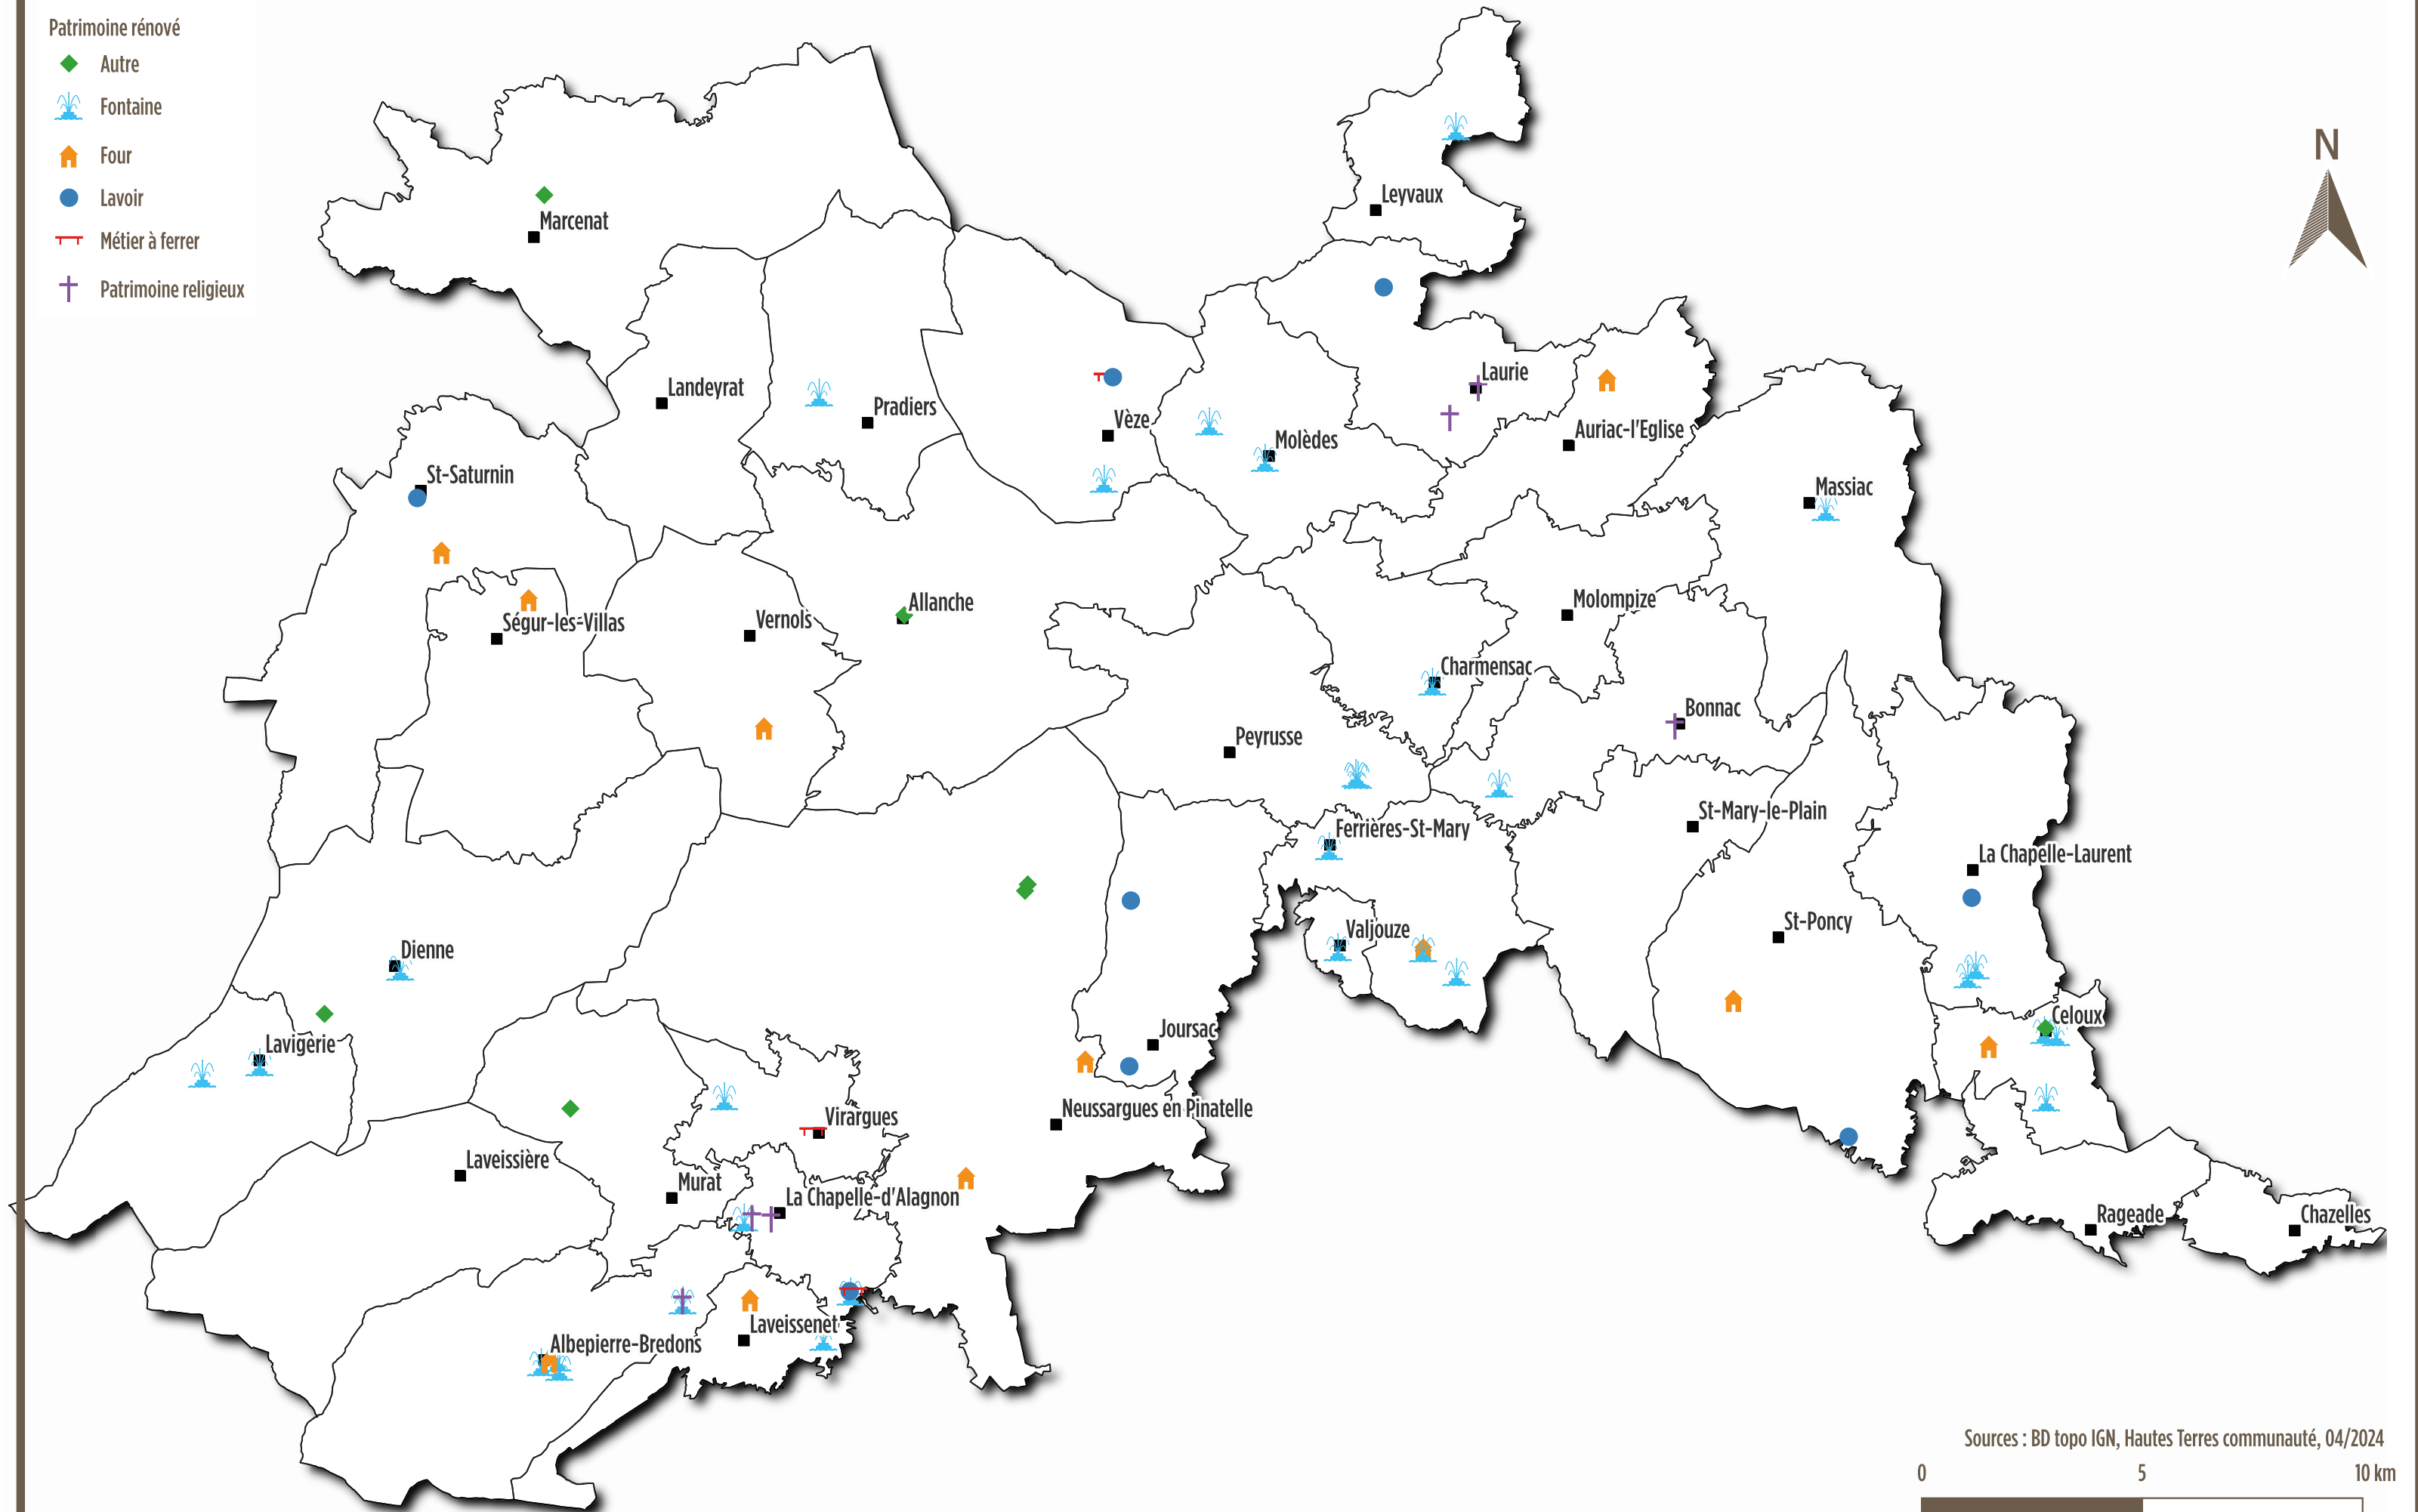 Patrimoine rénové
Autre
Fontaine
Four
Lavoir
Métier à ferrer
Patrimoine religieux
N
Leyvaux
Marcenat
Laurie
Landeyrat
Pradiers
Vèze
Auriac-l'Eglise
Molèdes
St-Saturnin
Massiac
Allanche
Molompize
Vernols
Ségur-les-Villas
Charmensac
Bonnac
Peyrusse
St-Mary-le-Plain
Ferrières-St-Mary
La Chapelle-Laurent
St-Poncy
Valjouze
Dienne
Celoux
Joursac
Lavigerie
Neussargues en Pinatelle
Virargues
Laveissière
Murat
La Chapelle-d'Alagnon
Rageade
Chazelles
Laveissenet
Albepierre-Bredons
Sources : BD topo IGN, Hautes Terres communauté, 04/2024
0 5 10 km